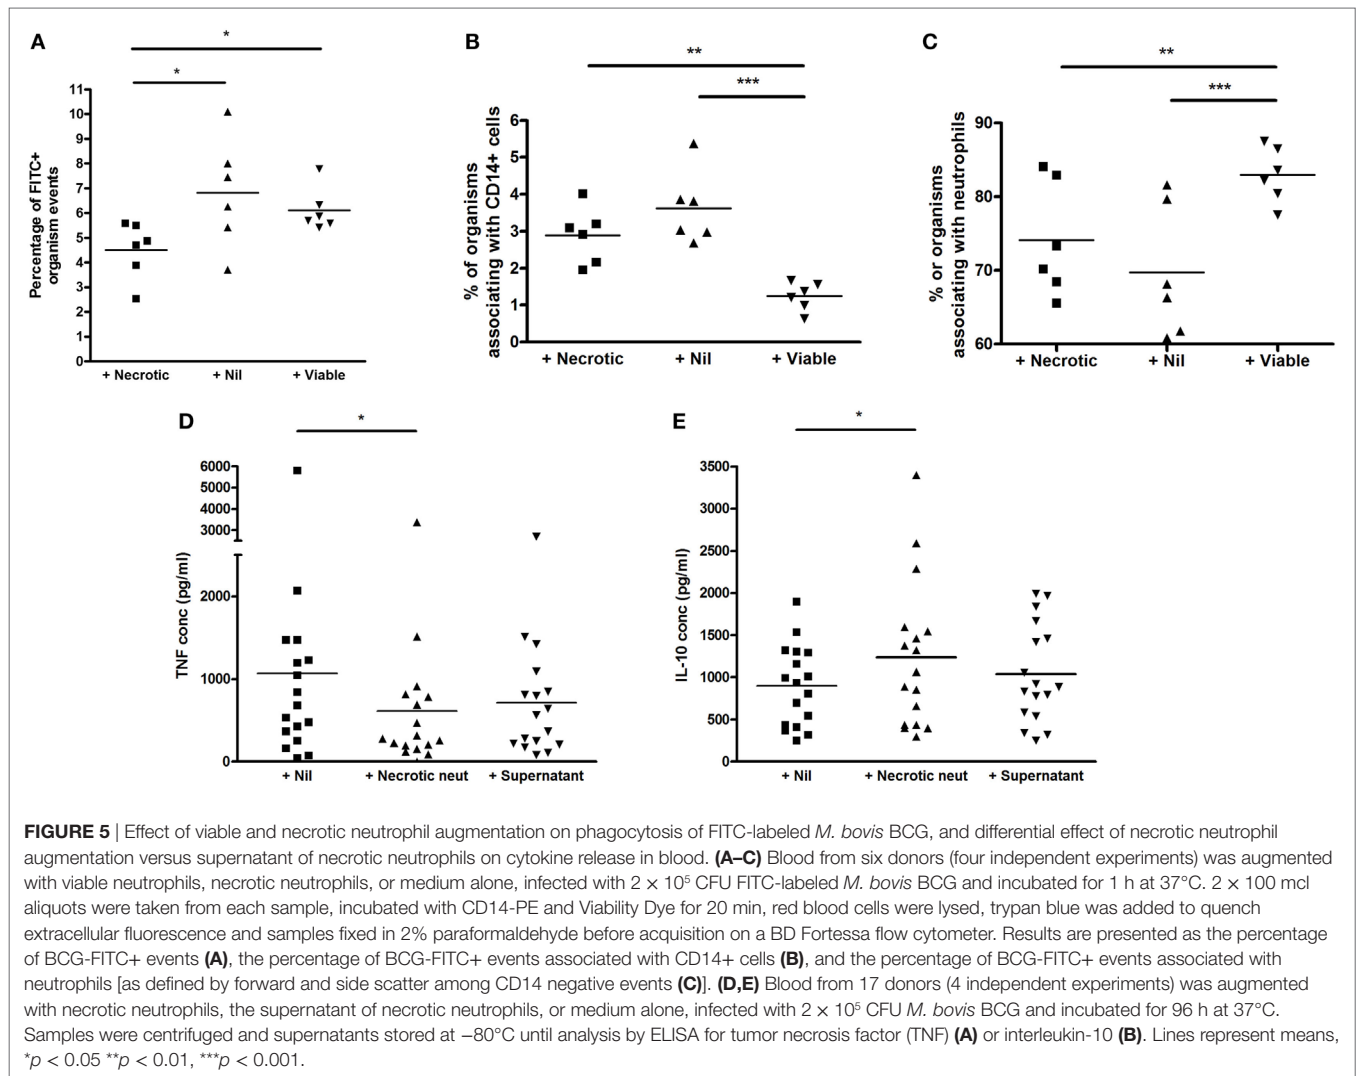 A
*
*
Percentage of FITC+
organism events
11
10
9
8
7
6
5
4
3
2
1
0
+ Necrotic
+ Nil
+ Viable
B
**
***
% of organisms
associating with CD14+ cells
6
5
4
3
2
1
0
+ Necrotic
+ Nil
+ Viable
C
**
***
% or organisms
associating with neutrophils
90
80
70
60
+ Necrotic
+ Nil
+ Viable
D
*
TNF conc (pg/ml)
6000
5000
4000
3000
2000
1000
0
+ Nil
+ Necrotic neut
+ Supernatant
E
*
IL-10 conc (pg/ml)
3500
3000
2500
2000
1500
1000
500
0
+ Nil
+ Necrotic neut
+ Supernatant
FIGURE 5 | Effect of viable and necrotic neutrophil augmentation on phagocytosis of FITC-labeled M. bovis BCG, and differential effect of necrotic neutrophil
augmentation versus supernatant of necrotic neutrophils on cytokine release in blood. (A–C) Blood from six donors (four independent experiments) was augmented
with viable neutrophils, necrotic neutrophils, or medium alone, infected with 2 × 10⁵ CFU FITC-labeled M. bovis BCG and incubated for 1 h at 37°C. 2 × 100 mcl
aliquots were taken from each sample, incubated with CD14-PE and Viability Dye for 20 min, red blood cells were lysed, trypan blue was added to quench
extracellular fluorescence and samples fixed in 2% paraformaldehyde before acquisition on a BD Fortessa flow cytometer. Results are presented as the percentage
of BCG-FITC+ events (A), the percentage of BCG-FITC+ events associated with CD14+ cells (B), and the percentage of BCG-FITC+ events associated with
neutrophils [as defined by forward and side scatter among CD14 negative events (C)]. (D,E) Blood from 17 donors (4 independent experiments) was augmented
with necrotic neutrophils, the supernatant of necrotic neutrophils, or medium alone, infected with 2 × 10⁵ CFU M. bovis BCG and incubated for 96 h at 37°C.
Samples were centrifuged and supernatants stored at −80°C until analysis by ELISA for tumor necrosis factor (TNF) (A) or interleukin-10 (B). Lines represent means,
*p < 0.05 **p < 0.01, ***p < 0.001.